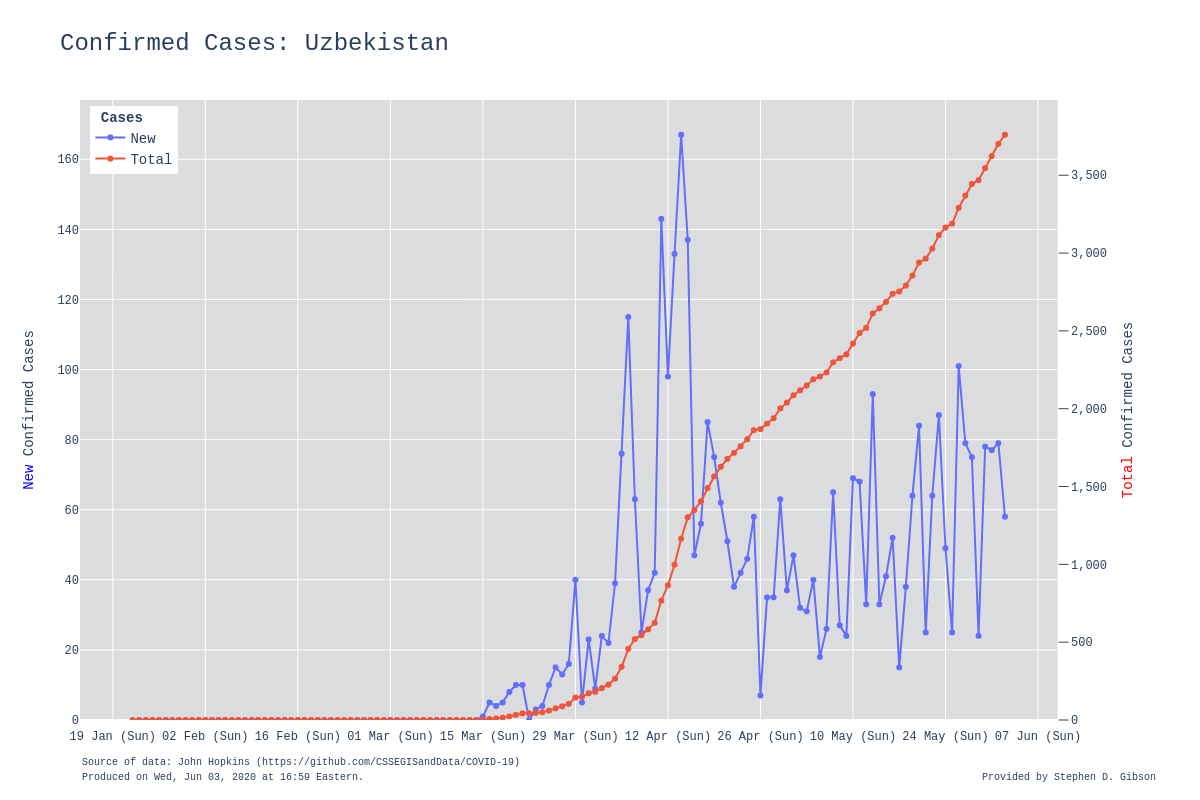 Confirmed Cases: Uzbekistan
Cases
New
Total
160
140
120
100
80
60
40
20
0
New Confirmed Cases
3,500
3,000
2,500
2,000
1,500
1,000
500
0
Total Confirmed Cases
19 Jan (Sun) 02 Feb (Sun) 16 Feb (Sun) 01 Mar (Sun) 15 Mar (Sun) 29 Mar (Sun) 12 Apr (Sun) 26 Apr (Sun) 10 May (Sun) 24 May (Sun) 07 Jun (Sun)
Source of data: John Hopkins (https://github.com/CSSEGISandData/COVID-19)
Produced on Wed, Jun 03, 2020 at 16:59 Eastern.
Provided by Stephen D. Gibson